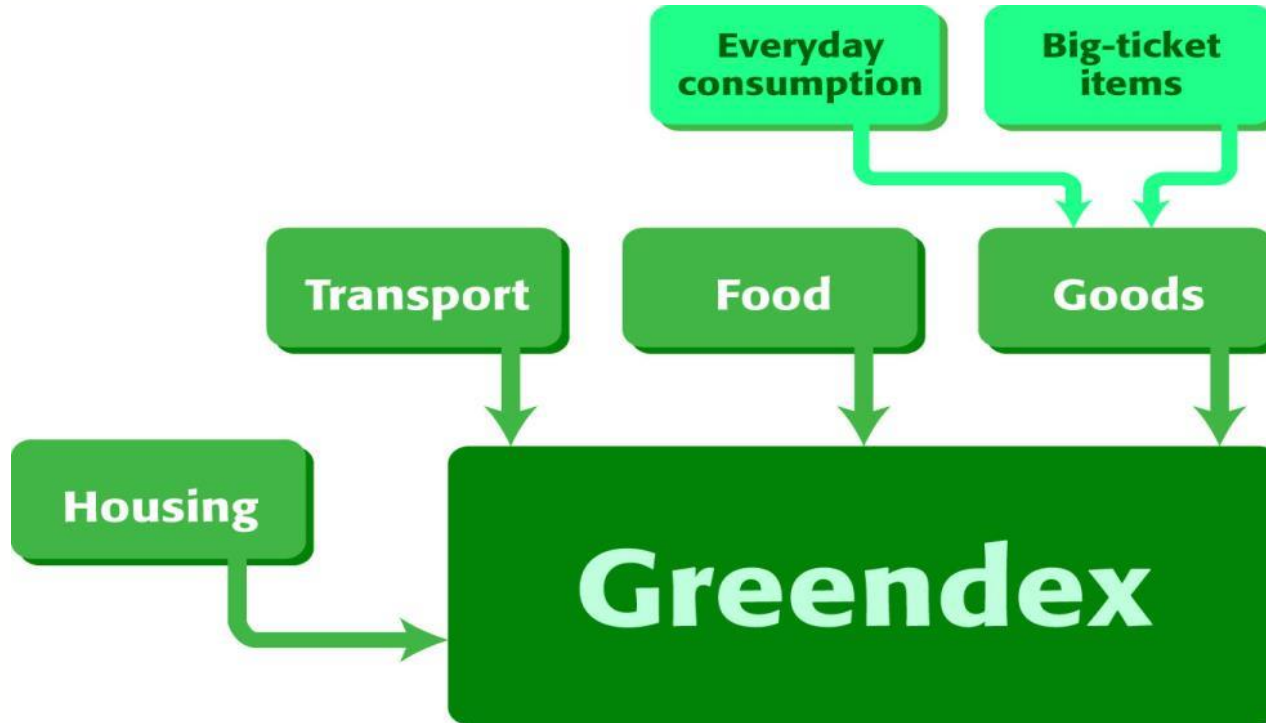 Everyday
consumption
Big-ticket
items
Transport
Food
Goods
Housing
Greendex